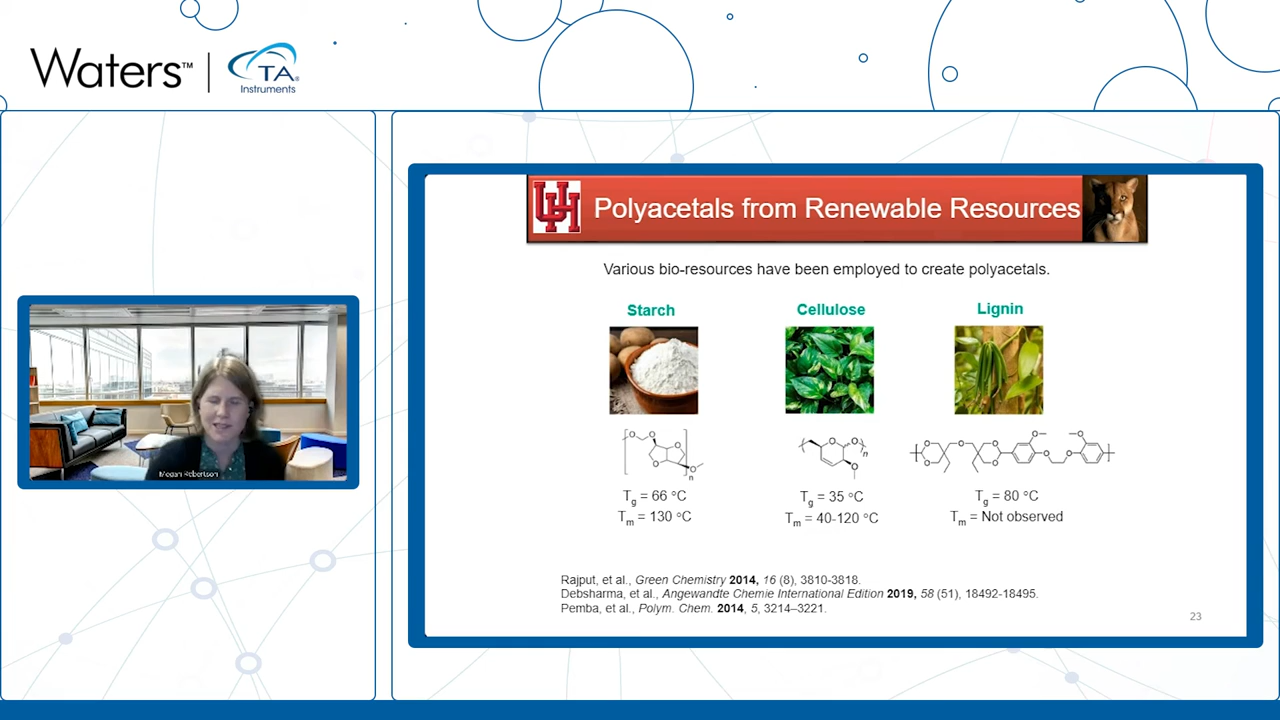 Waters™ | TA® Instruments
UH
Polyacetals from Renewable Resources
Various bio-resources have been employed to create polyacetals.
Starch
Cellulose
Lignin
Tg = 66 °C
Tm = 130 °C
Tg = 35 °C
Tm = 40-120 °C
Tg = 80 °C
Tm = Not observed
Rajput, et al., Green Chemistry 2014, 16 (8), 3810-3818.
Debsharma, et al., Angewandte Chemie International Edition 2019, 58 (51), 18492-18495.
Pemba, et al., Polym. Chem. 2014, 5, 3214–3221.
23
Megan Robertson